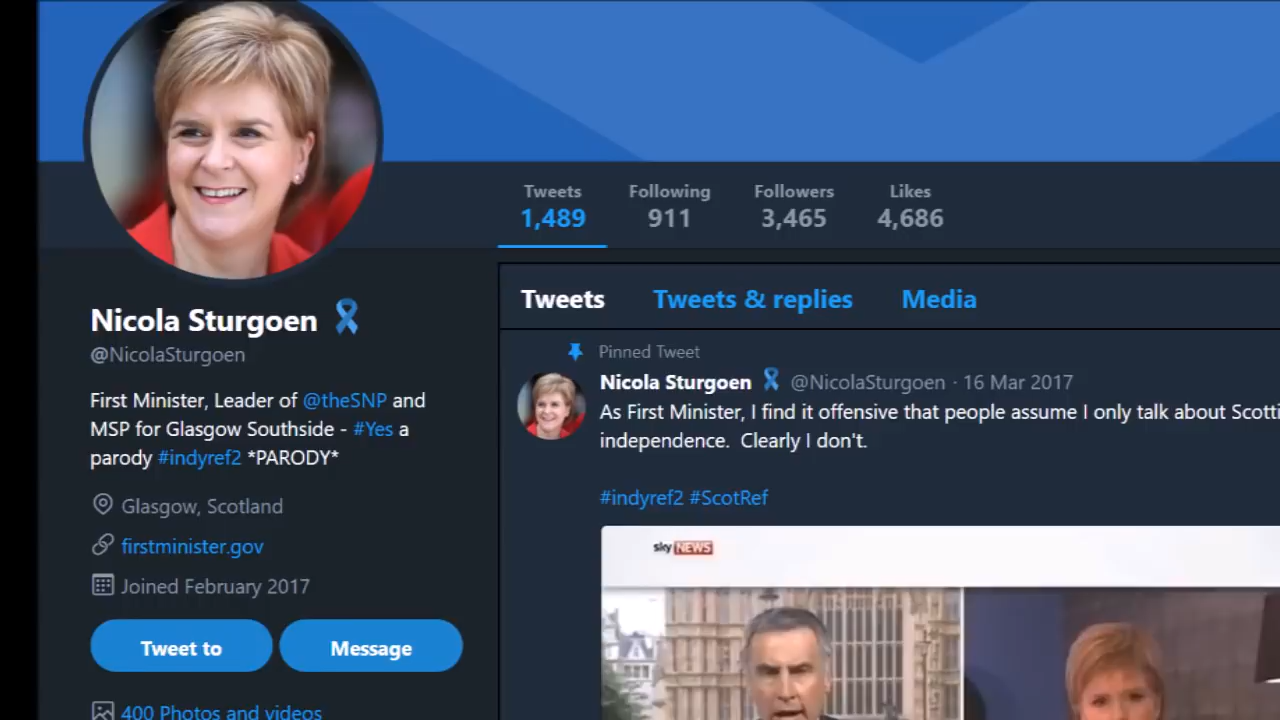 Tweets Following Followers Likes
1,489 911 3,465 4,686
Nicola Sturgoen
@NicolaSturgoen
First Minister, Leader of @theSNP and
MSP for Glasgow Southside - #Yes a
parody #indyref2 *PARODY*
Glasgow, Scotland
firstminister.gov
Joined February 2017
Tweet to Message
400 Photos and videos
Tweets Tweets & replies Media
Pinned Tweet
Nicola Sturgoen @NicolaSturgoen · 16 Mar 2017
As First Minister, I find it offensive that people assume I only talk about Scotti
independence. Clearly I don't.
#indyref2 #ScotRef
sky NEWS